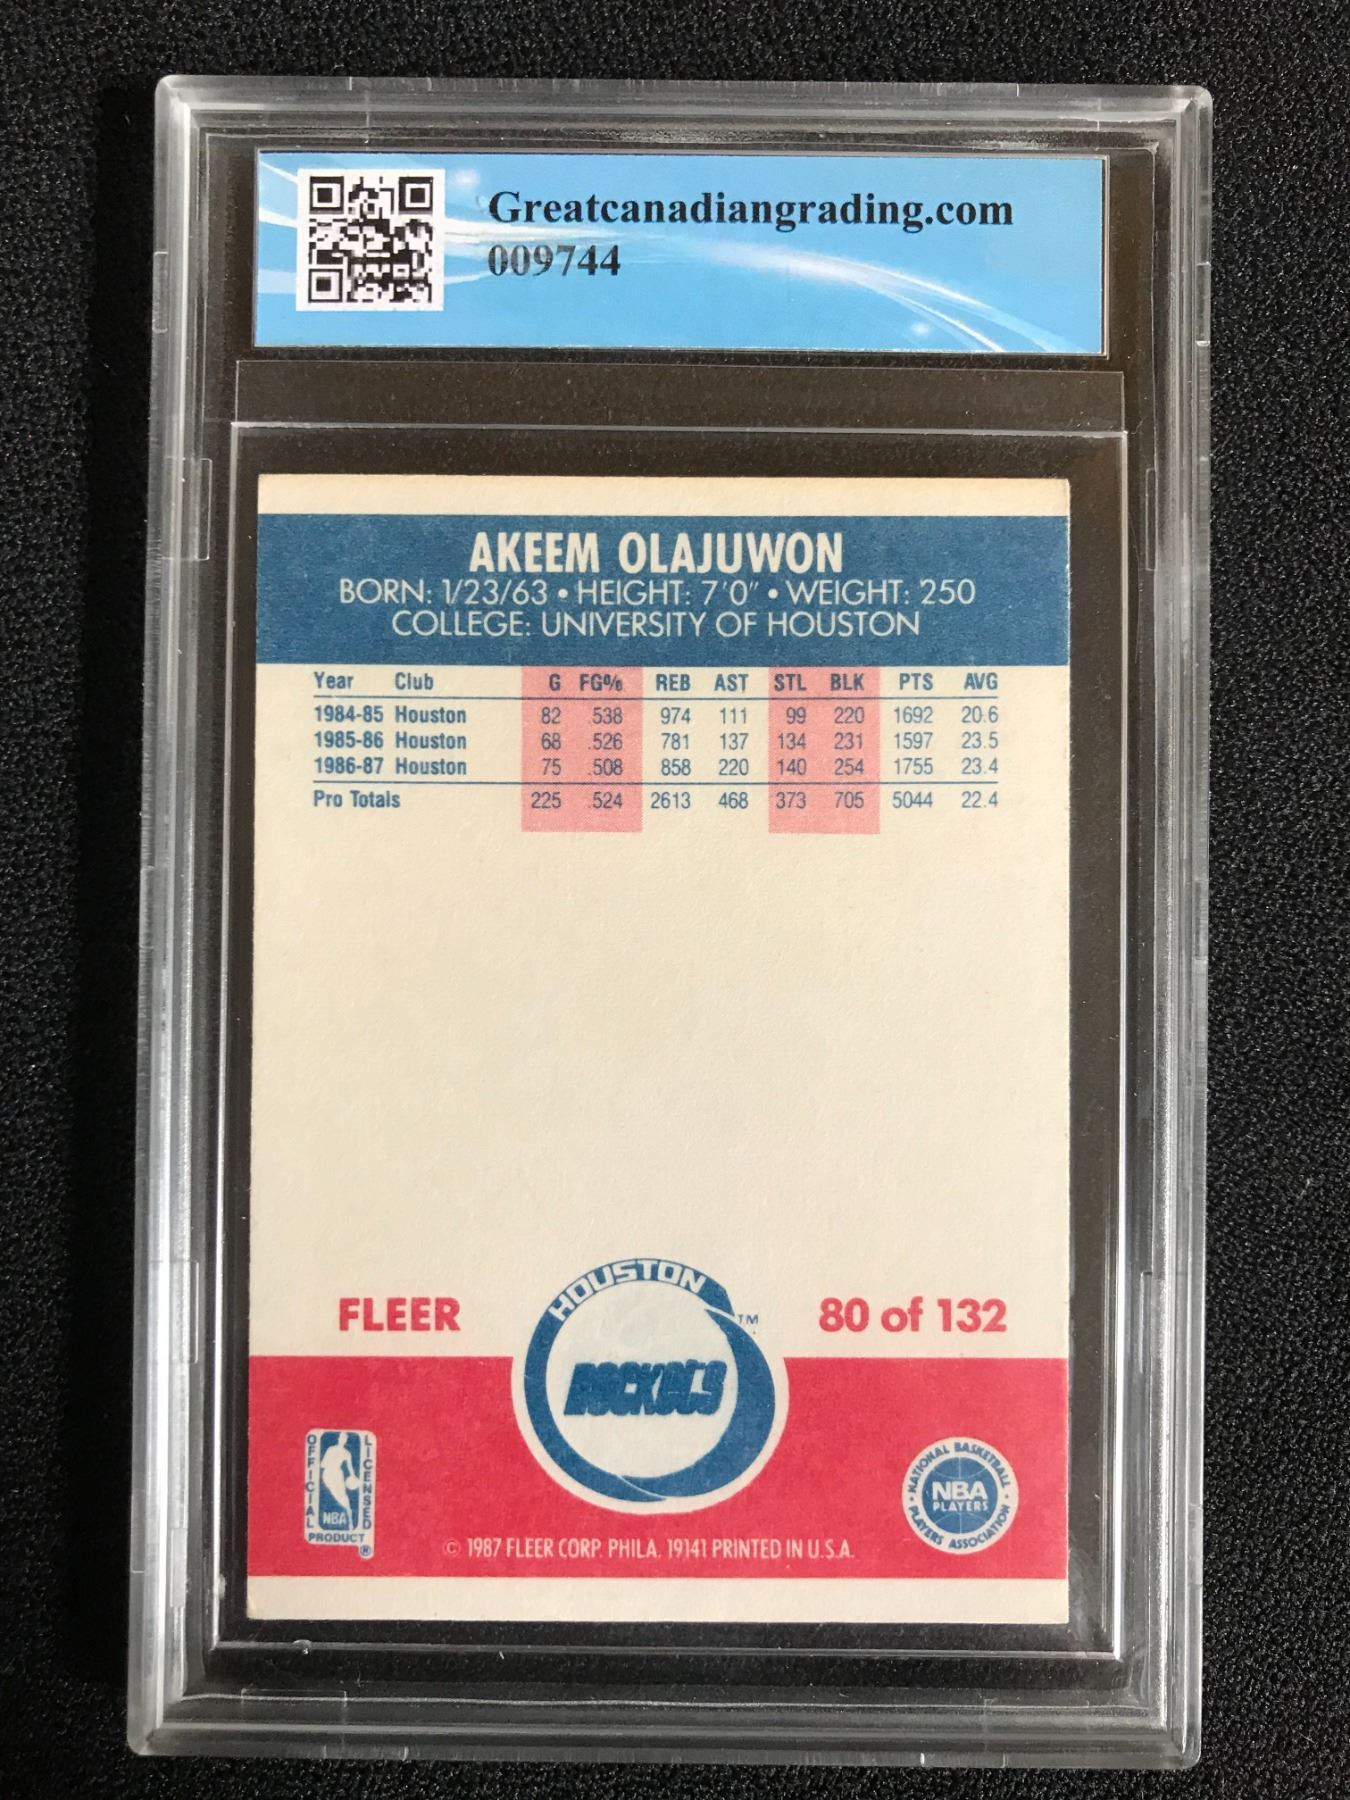 Greatcanadiangrading.com
009744
AKEEM OLAJUWON
BORN: 1/23/63 • HEIGHT: 7'0" • WEIGHT: 250
COLLEGE: UNIVERSITY OF HOUSTON
Year Club G FG% REB AST STL BLK PTS AVG
1984-85 Houston 82 .538 974 111 99 220 1692 20.6
1985-86 Houston 68 .526 781 137 134 231 1597 23.5
1986-87 Houston 75 .508 858 220 140 254 1755 23.4
Pro Totals 225 .524 2613 468 373 705 5044 22.4
HOUSTON
TM
FLEER
80 of 132
ROCKETS
OFFICIAL
LICENSED
NBA
PRODUCT
®
NATIONAL BASKETBALL
NBA
PLAYERS
PLAYERS ASSOCIATION
© 1987 FLEER CORP. PHILA. 19141 PRINTED IN U.S.A.